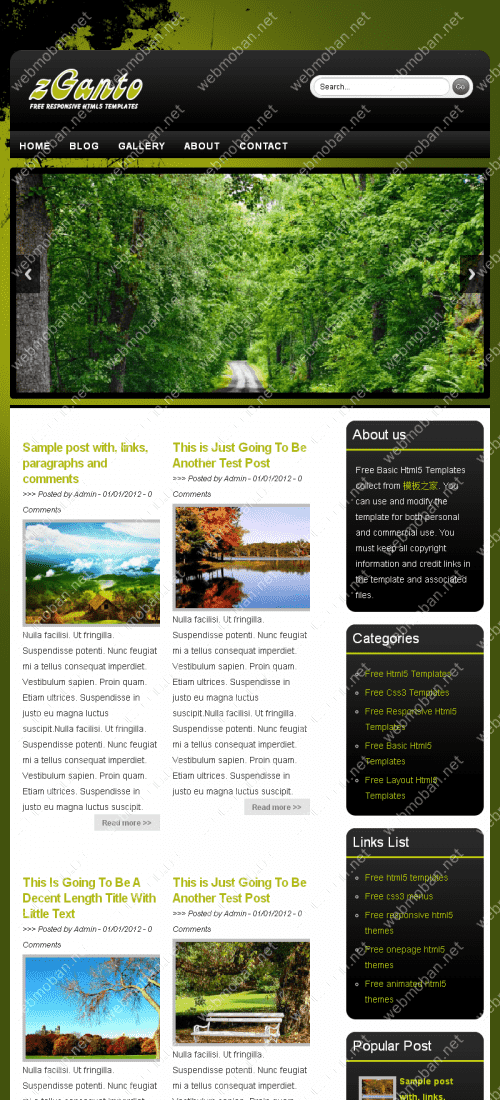 zGanto
FREE RESPONSIVE HTML5 TEMPLATES
Search...
Go
HOME BLOG GALLERY ABOUT CONTACT
Sample post with. links,
paragraphs and
comments
>>> Posted by Admin - 01/01/2012 - 0
Comments
Nulla facilisi. Ut fringilla.
Suspendisse potenti. Nunc feugiat
mi a tellus consequat imperdiet.
Vestibulum sapien. Proin quam.
Etiam ultrices. Suspendisse in
justo eu magna luctus
suscipit.Nulla facilisi. Ut fringilla.
Suspendisse potenti. Nunc feugiat
mi a tellus consequat imperdiet.
Vestibulum sapien. Proin quam.
Etiam ultrices. Suspendisse in
justo eu magna luctus suscipit.
Read more >>
This is Just Going To Be
Another Test Post
>>> Posted by Admin - 01/01/2012 - 0
Comments
Nulla facilisi. Ut fringilla.
Suspendisse potenti. Nunc feugiat
mi a tellus consequat imperdiet.
Vestibulum sapien. Proin quam.
Etiam ultrices. Suspendisse in
justo eu magna luctus
suscipit.Nulla facilisi. Ut fringilla.
Suspendisse potenti. Nunc feugiat
mi a tellus consequat imperdiet.
Vestibulum sapien. Proin quam.
Etiam ultrices. Suspendisse in
justo eu magna luctus suscipit.
Read more >>
This Is Going To Be A
Decent Length Title With
Little Text
>>> Posted by Admin - 01/01/2012 - 0
Comments
Nulla facilisi. Ut fringilla.
Suspendisse potenti. Nunc feugiat
mi a tellus consequat imperdiet.
This is Just Going To Be
Another Test Post
>>> Posted by Admin - 01/01/2012 - 0
Comments
Nulla facilisi. Ut fringilla.
Suspendisse potenti. Nunc feugiat
mi a tellus consequat imperdiet.
Vestibulum sapien. Proin quam.
About us
Free Basic Html5 Templates
collect from 模板之家. You
can use and modify the
template for both personal
and commercial use. You
must keep all copyright
information and credit links in
the template and associated
files.
Categories
Free Html5 Templates
Free Css3 Templates
Free Responsive Html5
Templates
Free Basic Html5
Templates
Free Layout Html5
Templates
Links List
Free html5 templates
Free css3 menus
Free responsive html5
themes
Free onepage html5
themes
Free animated html5
themes
Popular Post
Sample post
with. links,
webmoban.net